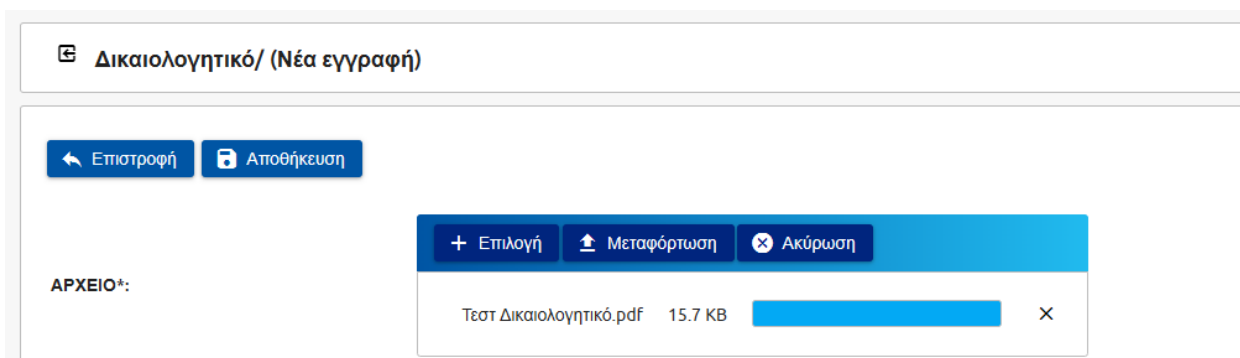 Δικαιολογητικό/ (Νέα εγγραφή)
Επιστροφή Αποθήκευση
Επιλογή Μεταφόρτωση Ακύρωση
ΑΡΧΕΙΟ*:
Τεστ Δικαιολογητικό.pdf 15.7 KB